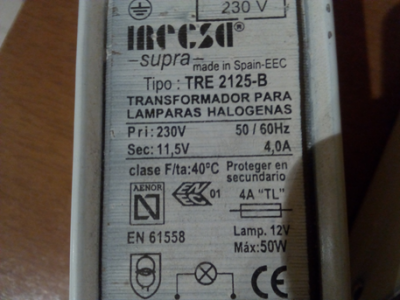 230 V
IREESA®
-supra- made in Spain-EEC
Tipo : TRE 2125-B
TRANSFORMADOR PARA
LAMPARAS HALOGENAS
Pri: 230V 50 / 60Hz
Sec: 11,5V 4,0A
clase F/ta:40°C Proteger en
secundario
AENOR
N
01
4A "TL"
EN 61558
Lamp. 12V
Máx:50W
CE